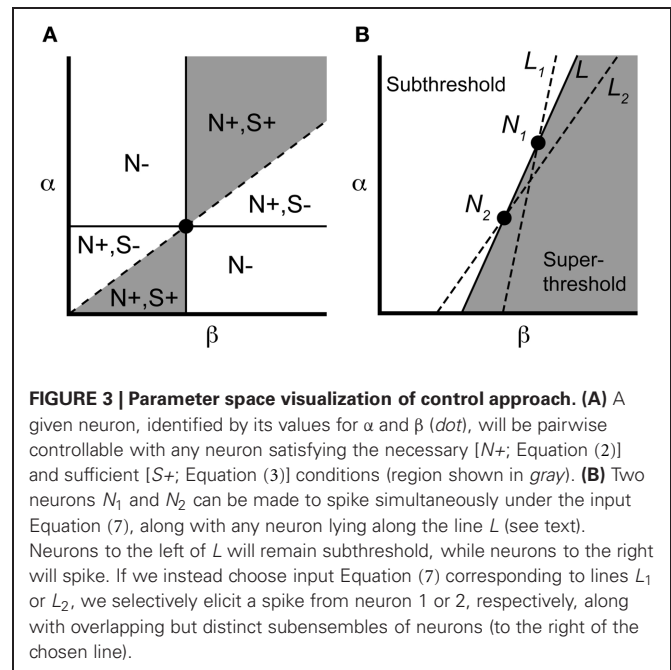 A
B
N+,S+
N-
α
N+,S-
N+,S-
N-
N+,S+
β
L1
L
L2
Subthreshold
N1
α
N2
Super-
threshold
β
FIGURE 3 | Parameter space visualization of control approach. (A) A
given neuron, identified by its values for α and β (dot), will be pairwise
controllable with any neuron satisfying the necessary [N+; Equation (2)]
and sufficient [S+; Equation (3)] conditions (region shown in gray). (B) Two
neurons N1 and N2 can be made to spike simultaneously under the input
Equation (7), along with any neuron lying along the line L (see text).
Neurons to the left of L will remain subthreshold, while neurons to the right
will spike. If we instead choose input Equation (7) corresponding to lines L1
or L2, we selectively elicit a spike from neuron 1 or 2, respectively, along
with overlapping but distinct subensembles of neurons (to the right of the
chosen line).